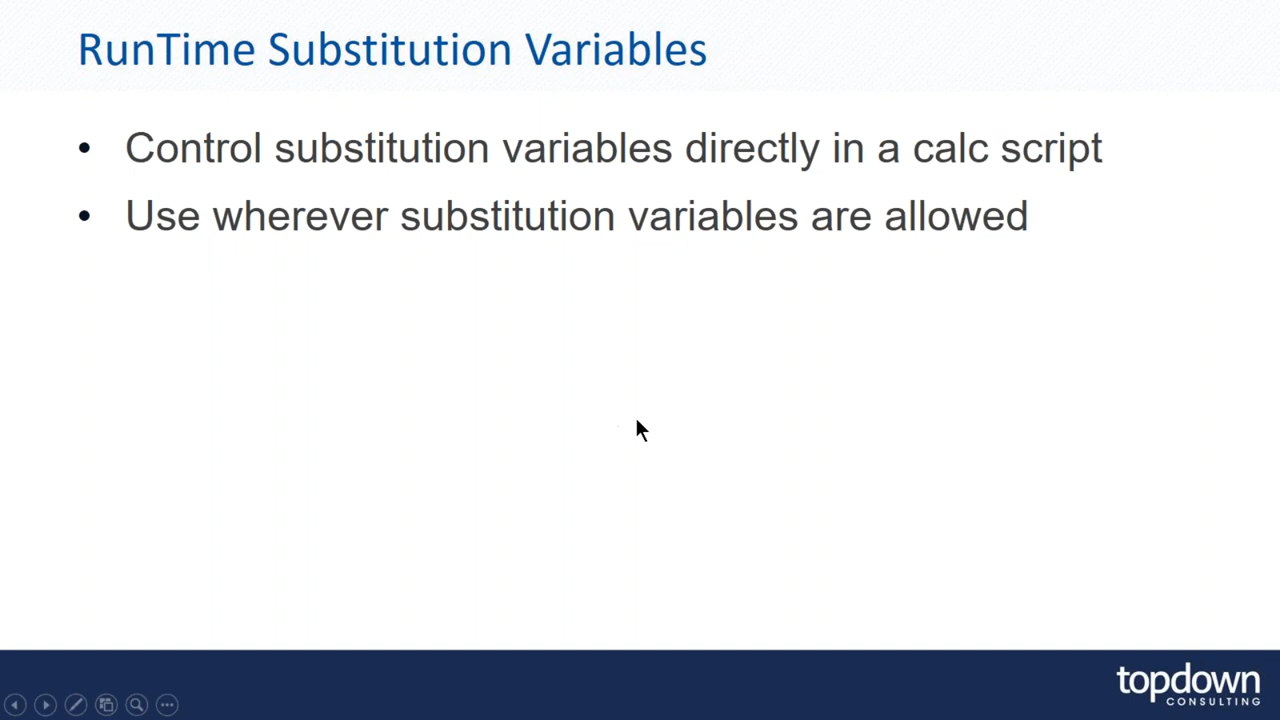 RunTime Substitution Variables
• Control substitution variables directly in a calc script
• Use wherever substitution variables are allowed
topdown
CONSULTING